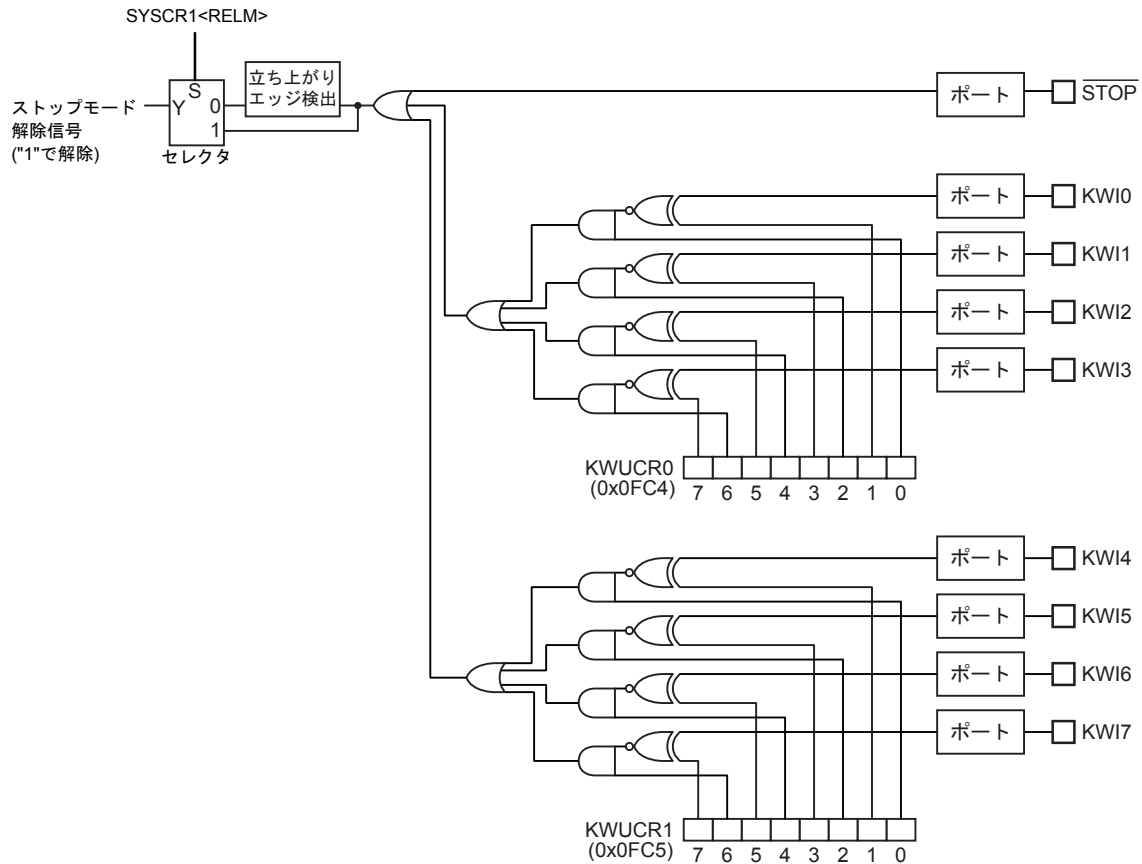 SYSCR1<RELM>
ストップモード
解除信号
("1"で解除)
S
Y
0
1
セレクタ
立ち上がり
エッジ検出
ポート
STOP
ポート
KWI0
ポート
KWI1
ポート
KWI2
ポート
KWI3
KWUCR0
(0x0FC4)
7 6 5 4 3 2 1 0
ポート
KWI4
ポート
KWI5
ポート
KWI6
ポート
KWI7
KWUCR1
(0x0FC5)
7 6 5 4 3 2 1 0